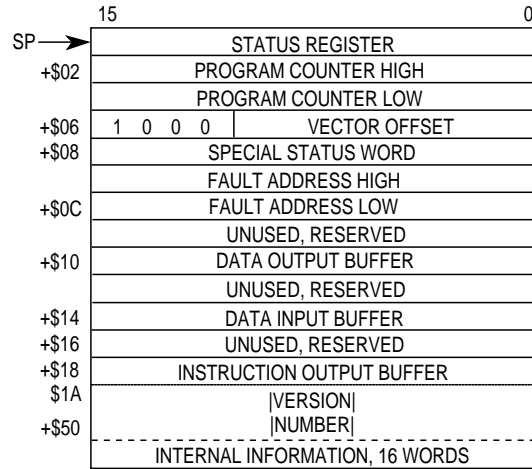 15 0
SP STATUS REGISTER
+$02 PROGRAM COUNTER HIGH
PROGRAM COUNTER LOW
+$06 1 0 0 0 VECTOR OFFSET
+$08 SPECIAL STATUS WORD
FAULT ADDRESS HIGH
+$0C FAULT ADDRESS LOW
UNUSED, RESERVED
+$10 DATA OUTPUT BUFFER
UNUSED, RESERVED
+$14 DATA INPUT BUFFER
+$16 UNUSED, RESERVED
+$18 INSTRUCTION OUTPUT BUFFER
$1A |VERSION|
+$50 |NUMBER|
INTERNAL INFORMATION, 16 WORDS